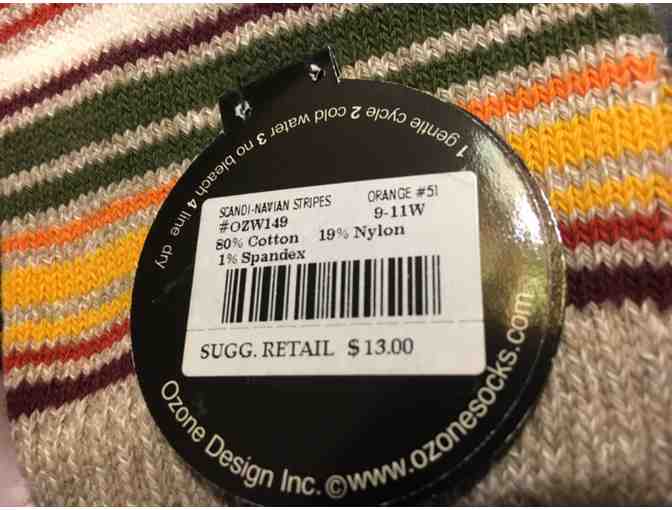 1 gentle cycle 2 cold water 3 no bleach 4 line dry
SCANDI-NAVIAN STRIPES ORANGE #51
#OZW149 9-11W
80% Cotton 19% Nylon
1% Spandex
SUGG. RETAIL $13.00
Ozone Design Inc. ©www.ozonesocks.com